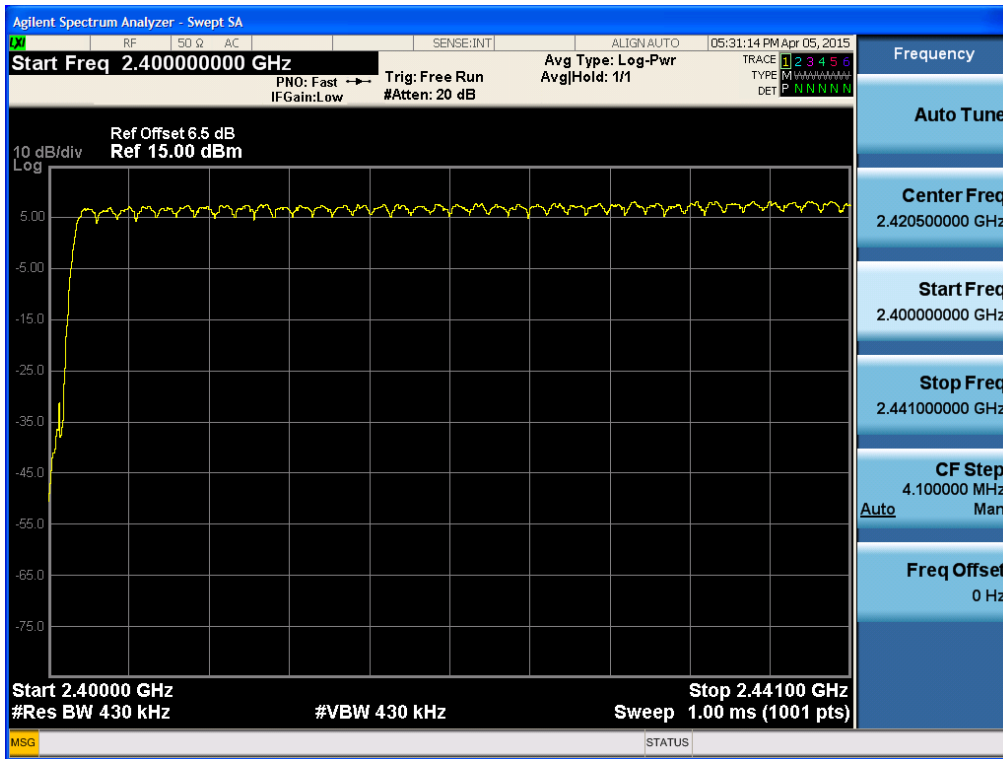 Agilent Spectrum Analyzer - Swept SA
LXI RF 50 Ω AC SENSE:INT ALIGN AUTO 05:31:14 PM Apr 05, 2015
Start Freq 2.400000000 GHz
PNO: Fast
IFGain:Low
Trig: Free Run
#Atten: 20 dB
Avg Type: Log-Pwr
Avg|Hold: 1/1
TRACE 1 2 3 4 5 6
TYPE M
DET P N N N N N
Ref Offset 6.5 dB
10 dB/div Ref 15.00 dBm
Log
5.00
-5.00
-15.0
-25.0
-35.0
-45.0
-55.0
-65.0
-75.0
Start 2.40000 GHz Stop 2.44100 GHz
#Res BW 430 kHz #VBW 430 kHz Sweep 1.00 ms (1001 pts)
MSG STATUS
Frequency
Auto Tune
Center Freq
2.420500000 GHz
Start Freq
2.400000000 GHz
Stop Freq
2.441000000 GHz
CF Step
4.100000 MHz
Auto Man
Freq Offset
0 Hz